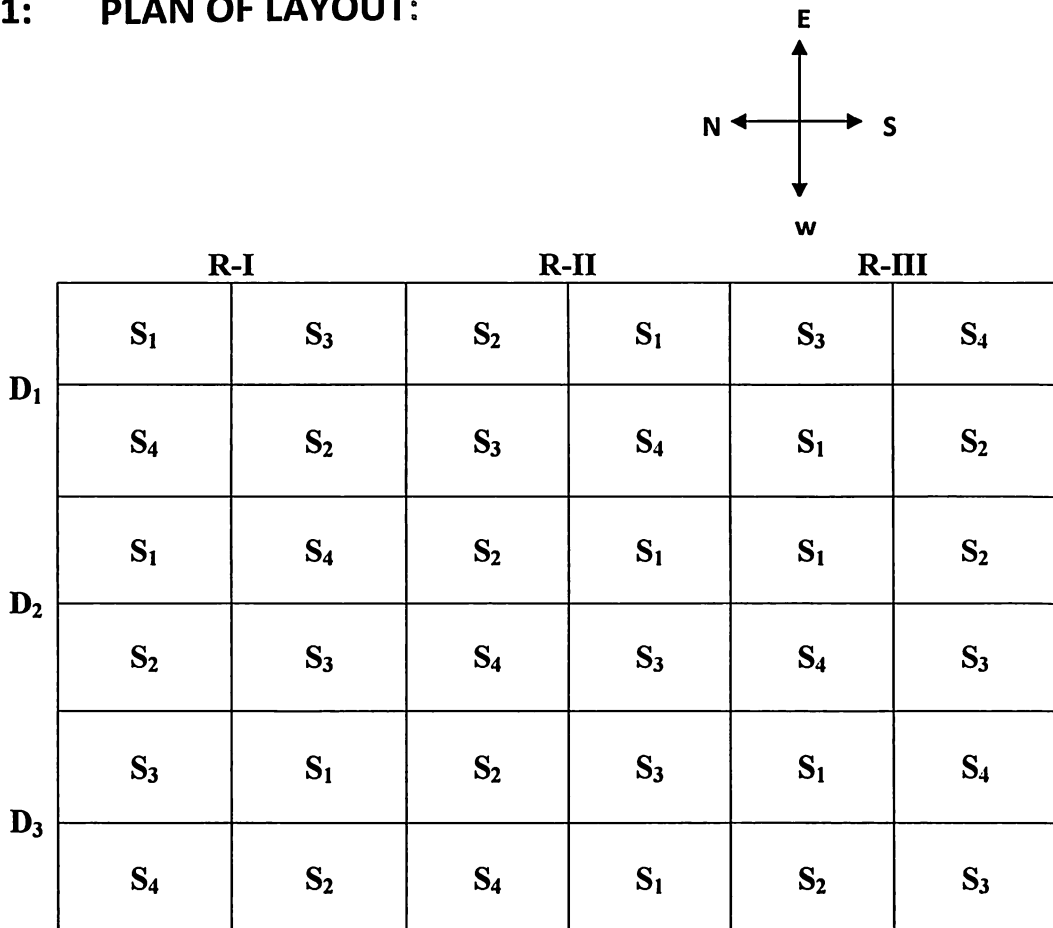 1: PLAN OF LAYOUT:
E
N S
w
R-I R-II R-III
S₁ S₃ S₂ S₁ S₃ S₄
D₁
S₄ S₂ S₃ S₄ S₁ S₂
S₁ S₄ S₂ S₁ S₁ S₂
D₂
S₂ S₃ S₄ S₃ S₄ S₃
S₃ S₁ S₂ S₃ S₁ S₄
D₃
S₄ S₂ S₄ S₁ S₂ S₃